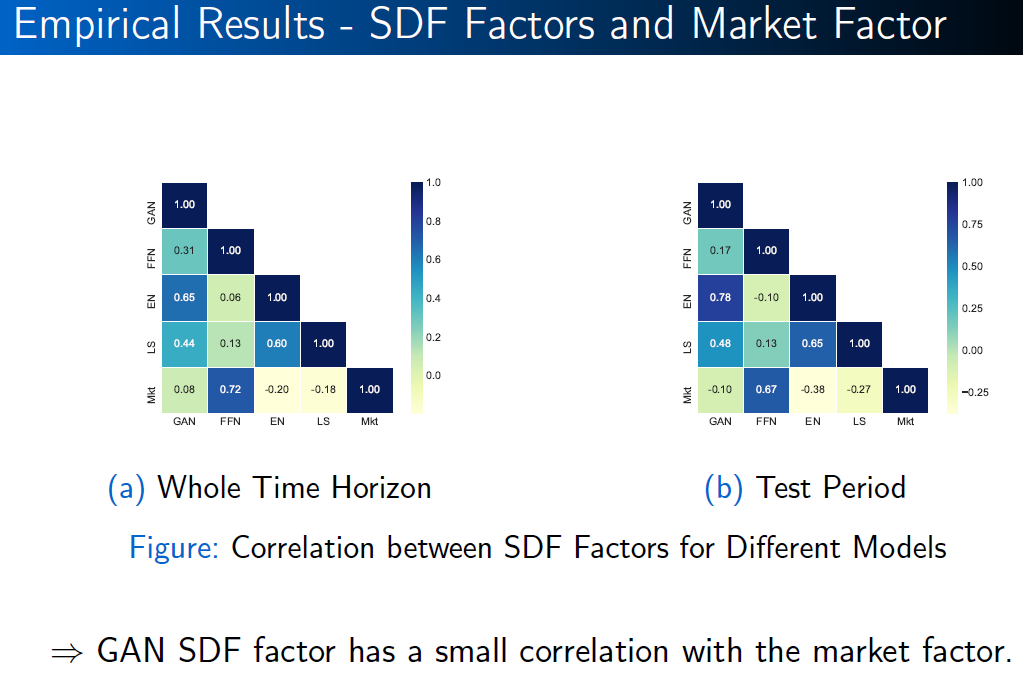 Empirical Results - SDF Factors and Market Factor
GAN 1.00 1.0
FFN 0.31 1.00 0.8
EN 0.65 0.06 1.00 0.6
LS 0.44 0.13 0.60 1.00 0.4
Mkt 0.08 0.72 -0.20 -0.18 1.00 0.2
0.0
GAN FFN EN LS Mkt
(a) Whole Time Horizon
GAN 1.00 1.00
FFN 0.17 1.00 0.75
EN 0.78 -0.10 1.00 0.50
LS 0.48 0.13 0.65 1.00 0.25
Mkt -0.10 0.67 -0.38 -0.27 1.00 0.00
−0.25
GAN FFN EN LS Mkt
(b) Test Period
Figure: Correlation between SDF Factors for Different Models
⇒ GAN SDF factor has a small correlation with the market factor.